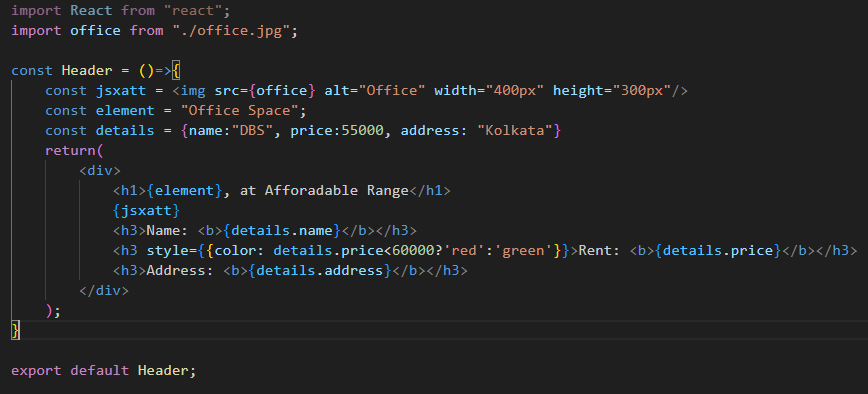 import React from "react";
import office from "./office.jpg";
const Header = ()=>{
const jsxatt = <img src={office} alt="Office" width="400px" height="300px"/>
const element = "Office Space";
const details = {name:"DBS", price:55000, address: "Kolkata"}
return(
<div>
<h1>{element}, at Afforadable Range</h1>
{jsxatt}
<h3>Name: <b>{details.name}</b></h3>
<h3 style={{color: details.price<60000?'red':'green'}}>Rent: <b>{details.price}</b></h3>
<h3>Address: <b>{details.address}</b></h3>
</div>
);
}
export default Header;